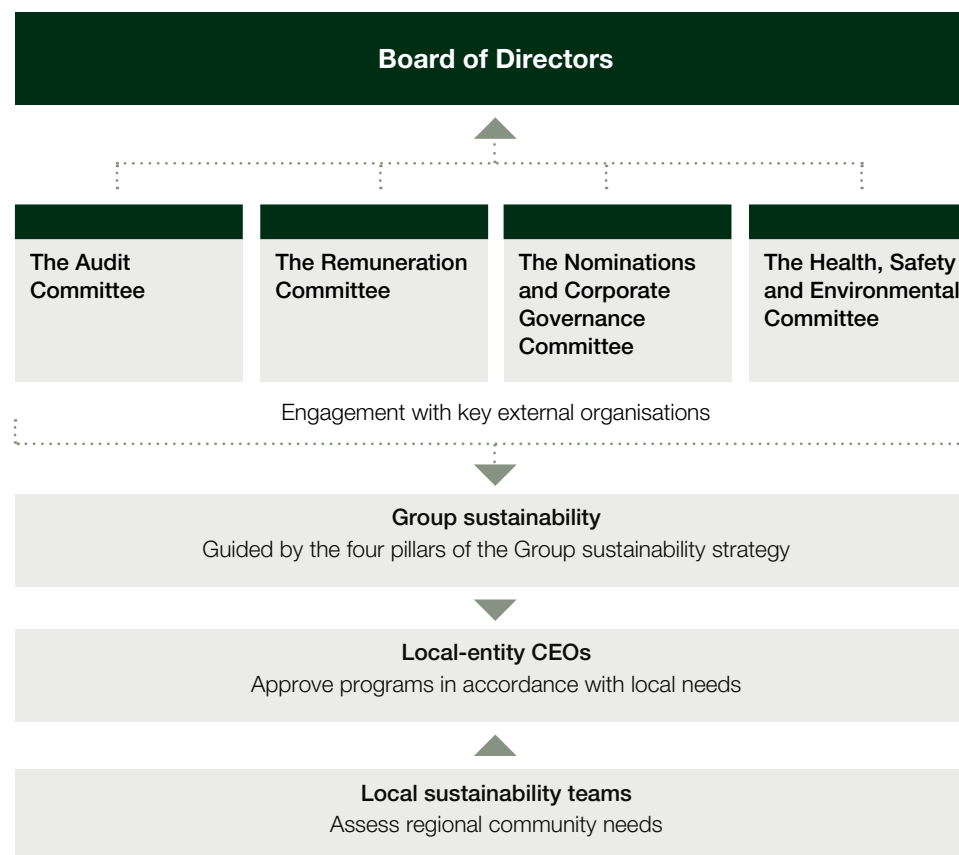 Board of Directors
The Audit
Committee
The Remuneration
Committee
The Nominations
and Corporate
Governance
Committee
The Health, Safety
and Environmental
Committee
Engagement with key external organisations
Group sustainability
Guided by the four pillars of the Group sustainability strategy
Local-entity CEOs
Approve programs in accordance with local needs
Local sustainability teams
Assess regional community needs